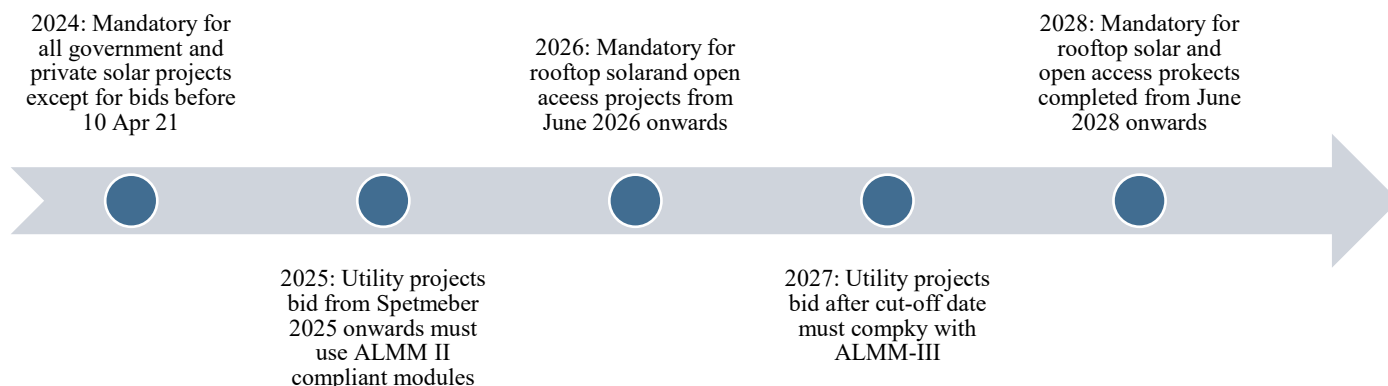 2024: Mandatory for
all government and
private solar projects
except for bids before
10 Apr 21
2025: Utility projects
bid from Spetmeber
2025 onwards must
use ALMM II
compliant modules
2026: Mandatory for
rooftop solarand open
aceess projects from
June 2026 onwards
2027: Utility projects
bid after cut-off date
must compky with
ALMM-III
2028: Mandatory for
rooftop solar and
open access prokects
completed from June
2028 onwards